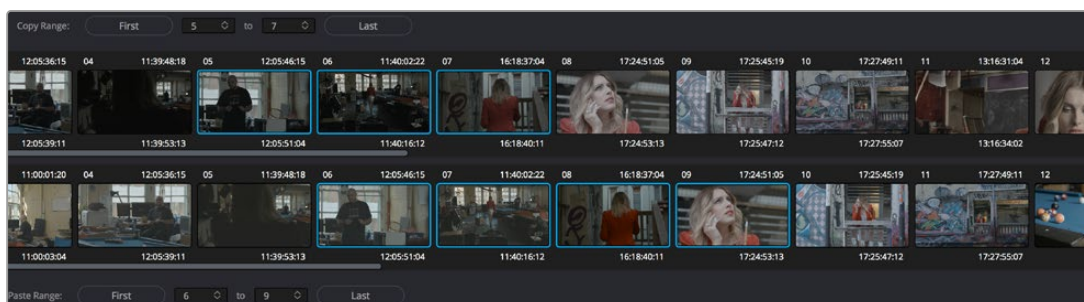 Copy Range: First 5 to 7 Last
12:05:36:15 04 11:39:48:18 05 12:05:46:15 06 11:40:02:22 07 16:18:37:04 08 17:24:51:05 09 17:25:45:19 10 17:27:49:11 11 13:16:31:04 12
12:05:39:11 11:39:53:13 12:05:51:04 11:40:16:12 16:18:40:11 17:24:53:13 17:25:47:12 17:27:55:07 13:16:34:02
11:00:01:20 04 12:05:36:15 05 11:39:48:18 06 12:05:46:15 07 11:40:02:22 08 16:18:37:04 09 17:24:51:05 10 17:25:45:19 11 17:27:49:11 12
11:00:03:04 12:05:39:11 11:39:53:13 12:05:51:04 11:40:16:12 16:18:40:11 17:24:53:13 17:25:47:12 17:27:55:07
Paste Range: First 6 to 9 Last